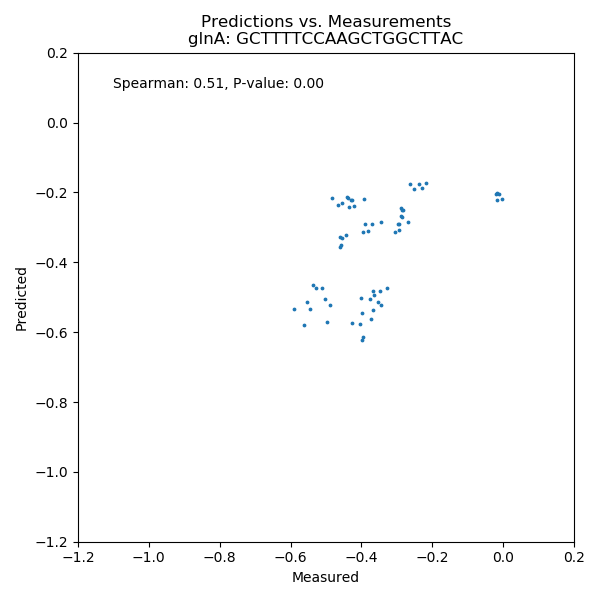 Predictions vs. Measurements
glnA: GCTTTTCCAAGCTGGCTTAC
Spearman: 0.51, P-value: 0.00
0.2
0.0
−0.2
−0.4
−0.6
−0.8
−1.0
−1.2
Predicted
−1.2 −1.0 −0.8 −0.6 −0.4 −0.2 0.0 0.2
Measured